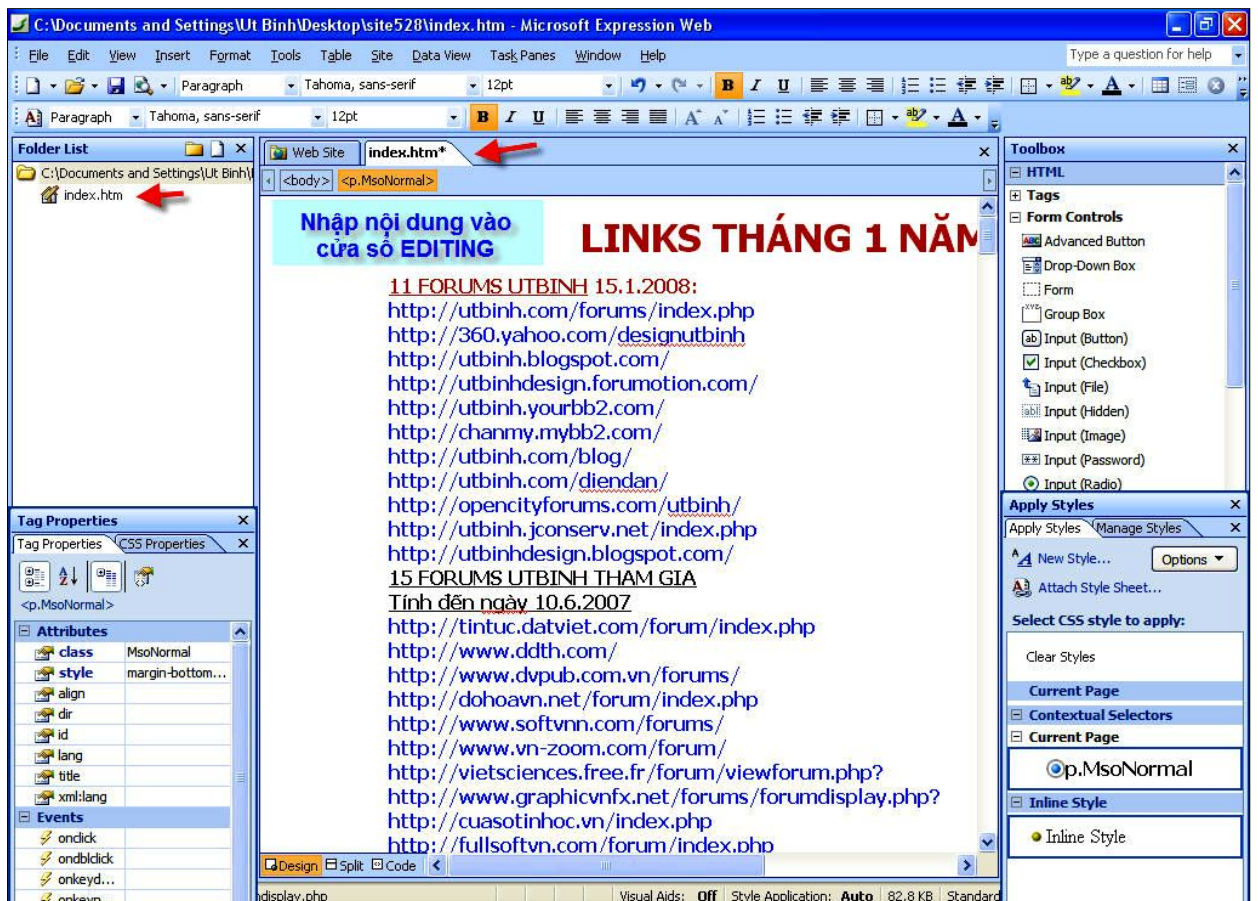 C:\Documents and Settings\Ut Binh\Desktop\site528\index.htm - Microsoft Expression Web
File Edit View Insert Format Tools Table Site Data View Task Panes Window Help Type a question for help
Paragraph Tahoma, sans-serif 12pt B I U
Paragraph Tahoma, sans-serif 12pt B I U
Folder List
C:\Documents and Settings\Ut Binh\
index.htm
Web Site index.htm*
<body> <p.MsoNormal>
Nhập nội dung vào
cửa sổ EDITING
LINKS THÁNG 1 NĂM
11 FORUMS UTBINH 15.1.2008:
http://utbinh.com/forums/index.php
http://360.yahoo.com/designutbinh
http://utbinh.blogspot.com/
http://utbinhdesign.forumotion.com/
http://utbinh.yourbb2.com/
http://chanmy.mybb2.com/
http://utbinh.com/blog/
http://utbinh.com/diendan/
http://opencityforums.com/utbinh/
http://utbinh.jconserv.net/index.php
http://utbinhdesign.blogspot.com/
15 FORUMS UTBINH THAM GIA
Tính đến ngày 10.6.2007
http://tintuc.datviet.com/forum/index.php
http://www.ddth.com/
http://www.dvpub.com.vn/forums/
http://dohoavn.net/forum/index.php
http://www.softvnn.com/forums/
http://www.vn-zoom.com/forum/
http://vietsciences.free.fr/forum/viewforum.php?
http://www.graphicvnfx.net/forums/forumdisplay.php?
http://cuasotinhoc.vn/index.php
http://fullsoftvn.com/forum/index.php
Design Split Code
display.php Visual Aids: Off Style Application: Auto 82.8 KB Standard
Tag Properties
Tag Properties CSS Properties
<p.MsoNormal>
Attributes
class MsoNormal
style margin-bottom...
align
dir
id
lang
title
xml:lang
Events
onclick
ondblclick
onkeyd...
onkeyp...
Toolbox
HTML
Tags
Form Controls
Advanced Button
Drop-Down Box
Form
Group Box
Input (Button)
Input (Checkbox)
Input (File)
Input (Hidden)
Input (Image)
Input (Password)
Input (Radio)
Apply Styles
Apply Styles Manage Styles
New Style... Options
Attach Style Sheet...
Select CSS style to apply:
Clear Styles
Current Page
Contextual Selectors
Current Page
p.MsoNormal
Inline Style
Inline Style